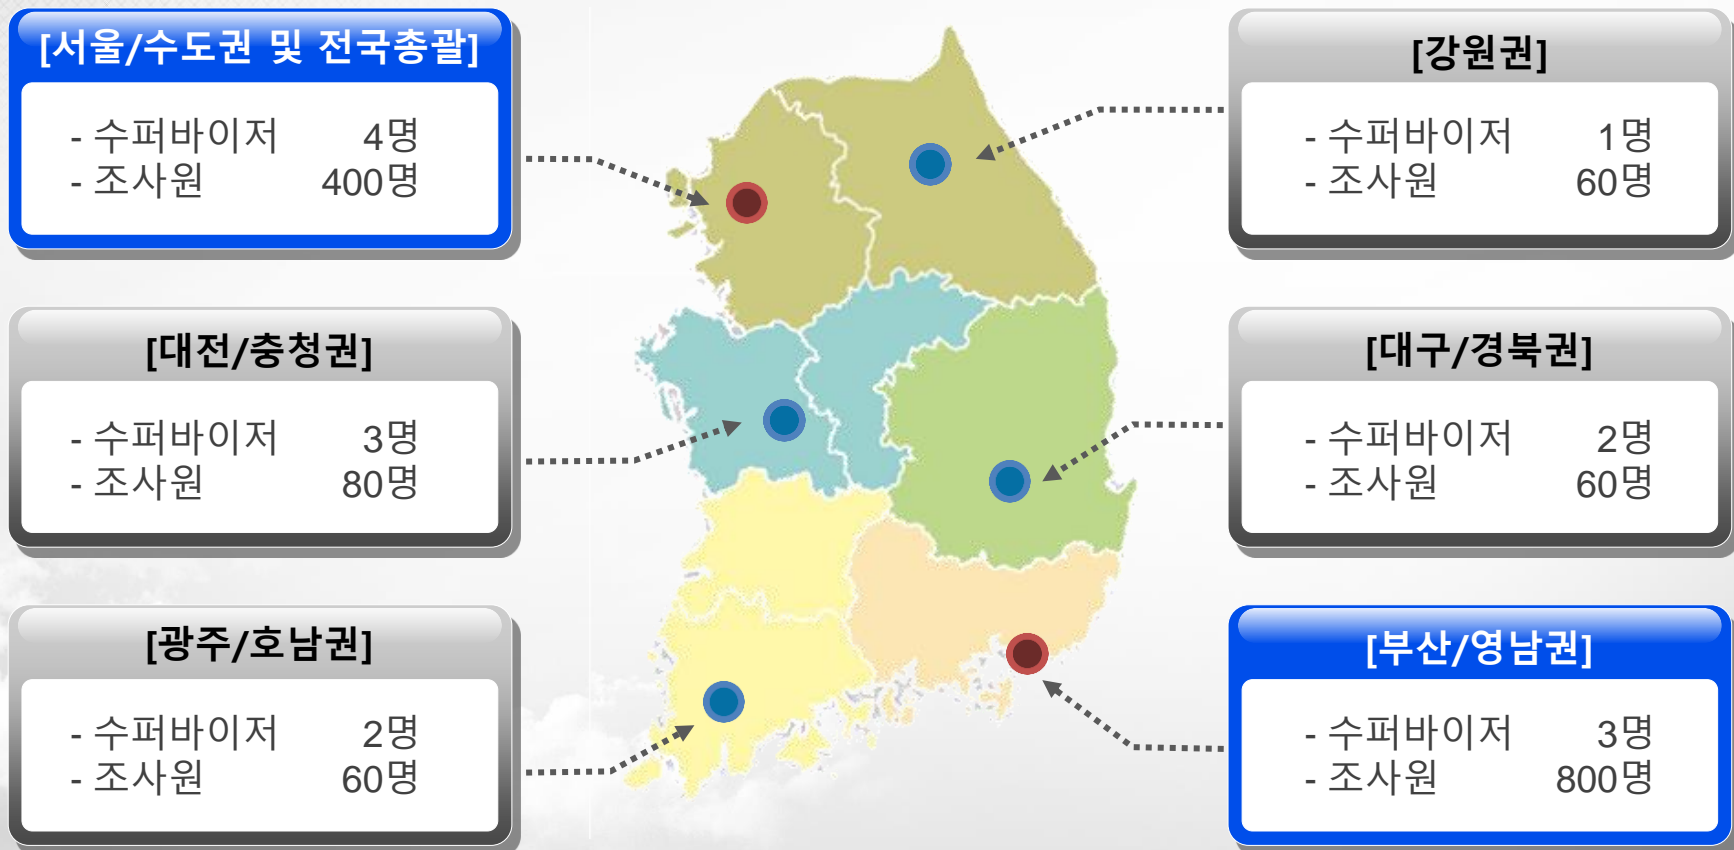 [서울/수도권 및 전국총괄]
- 수퍼바이저 4명
- 조사원 400명
[강원권]
- 수퍼바이저 1명
- 조사원 60명
[대전/충청권]
- 수퍼바이저 3명
- 조사원 80명
[대구/경북권]
- 수퍼바이저 2명
- 조사원 60명
[광주/호남권]
- 수퍼바이저 2명
- 조사원 60명
[부산/영남권]
- 수퍼바이저 3명
- 조사원 800명